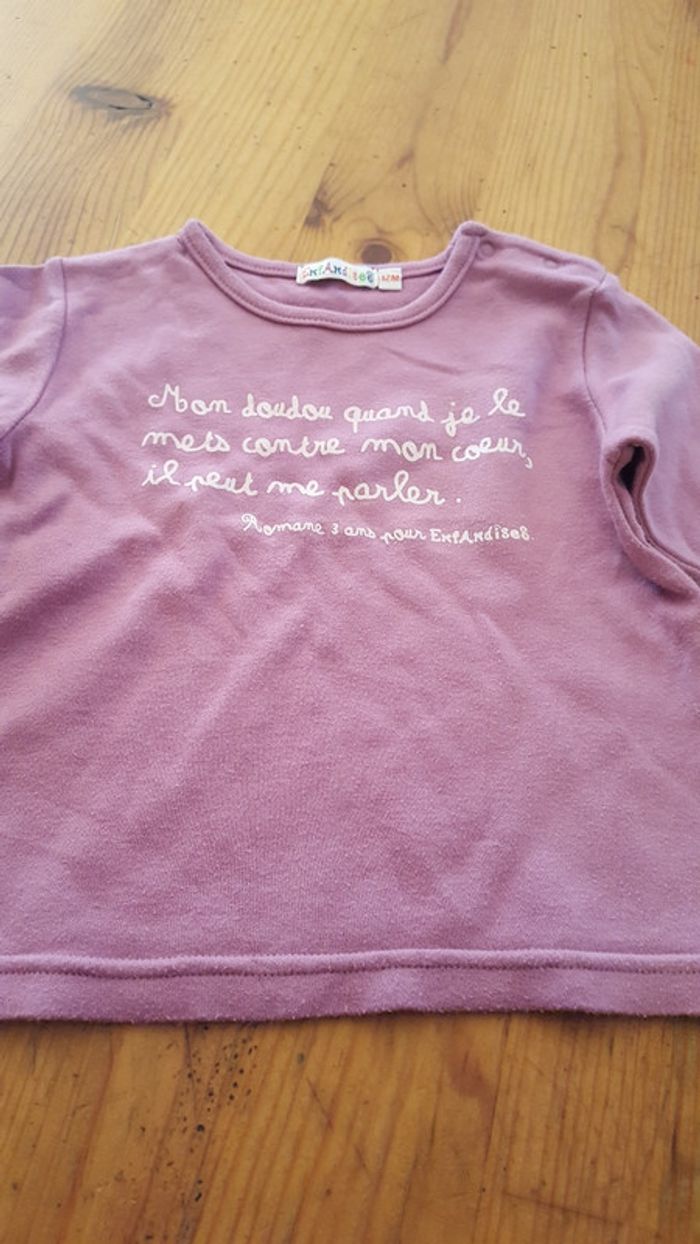 ENfANdises 12M
Mon doudou quand je le
mets contre mon coeur,
il peut me parler.
Romane 3 ans pour ENfANdises.